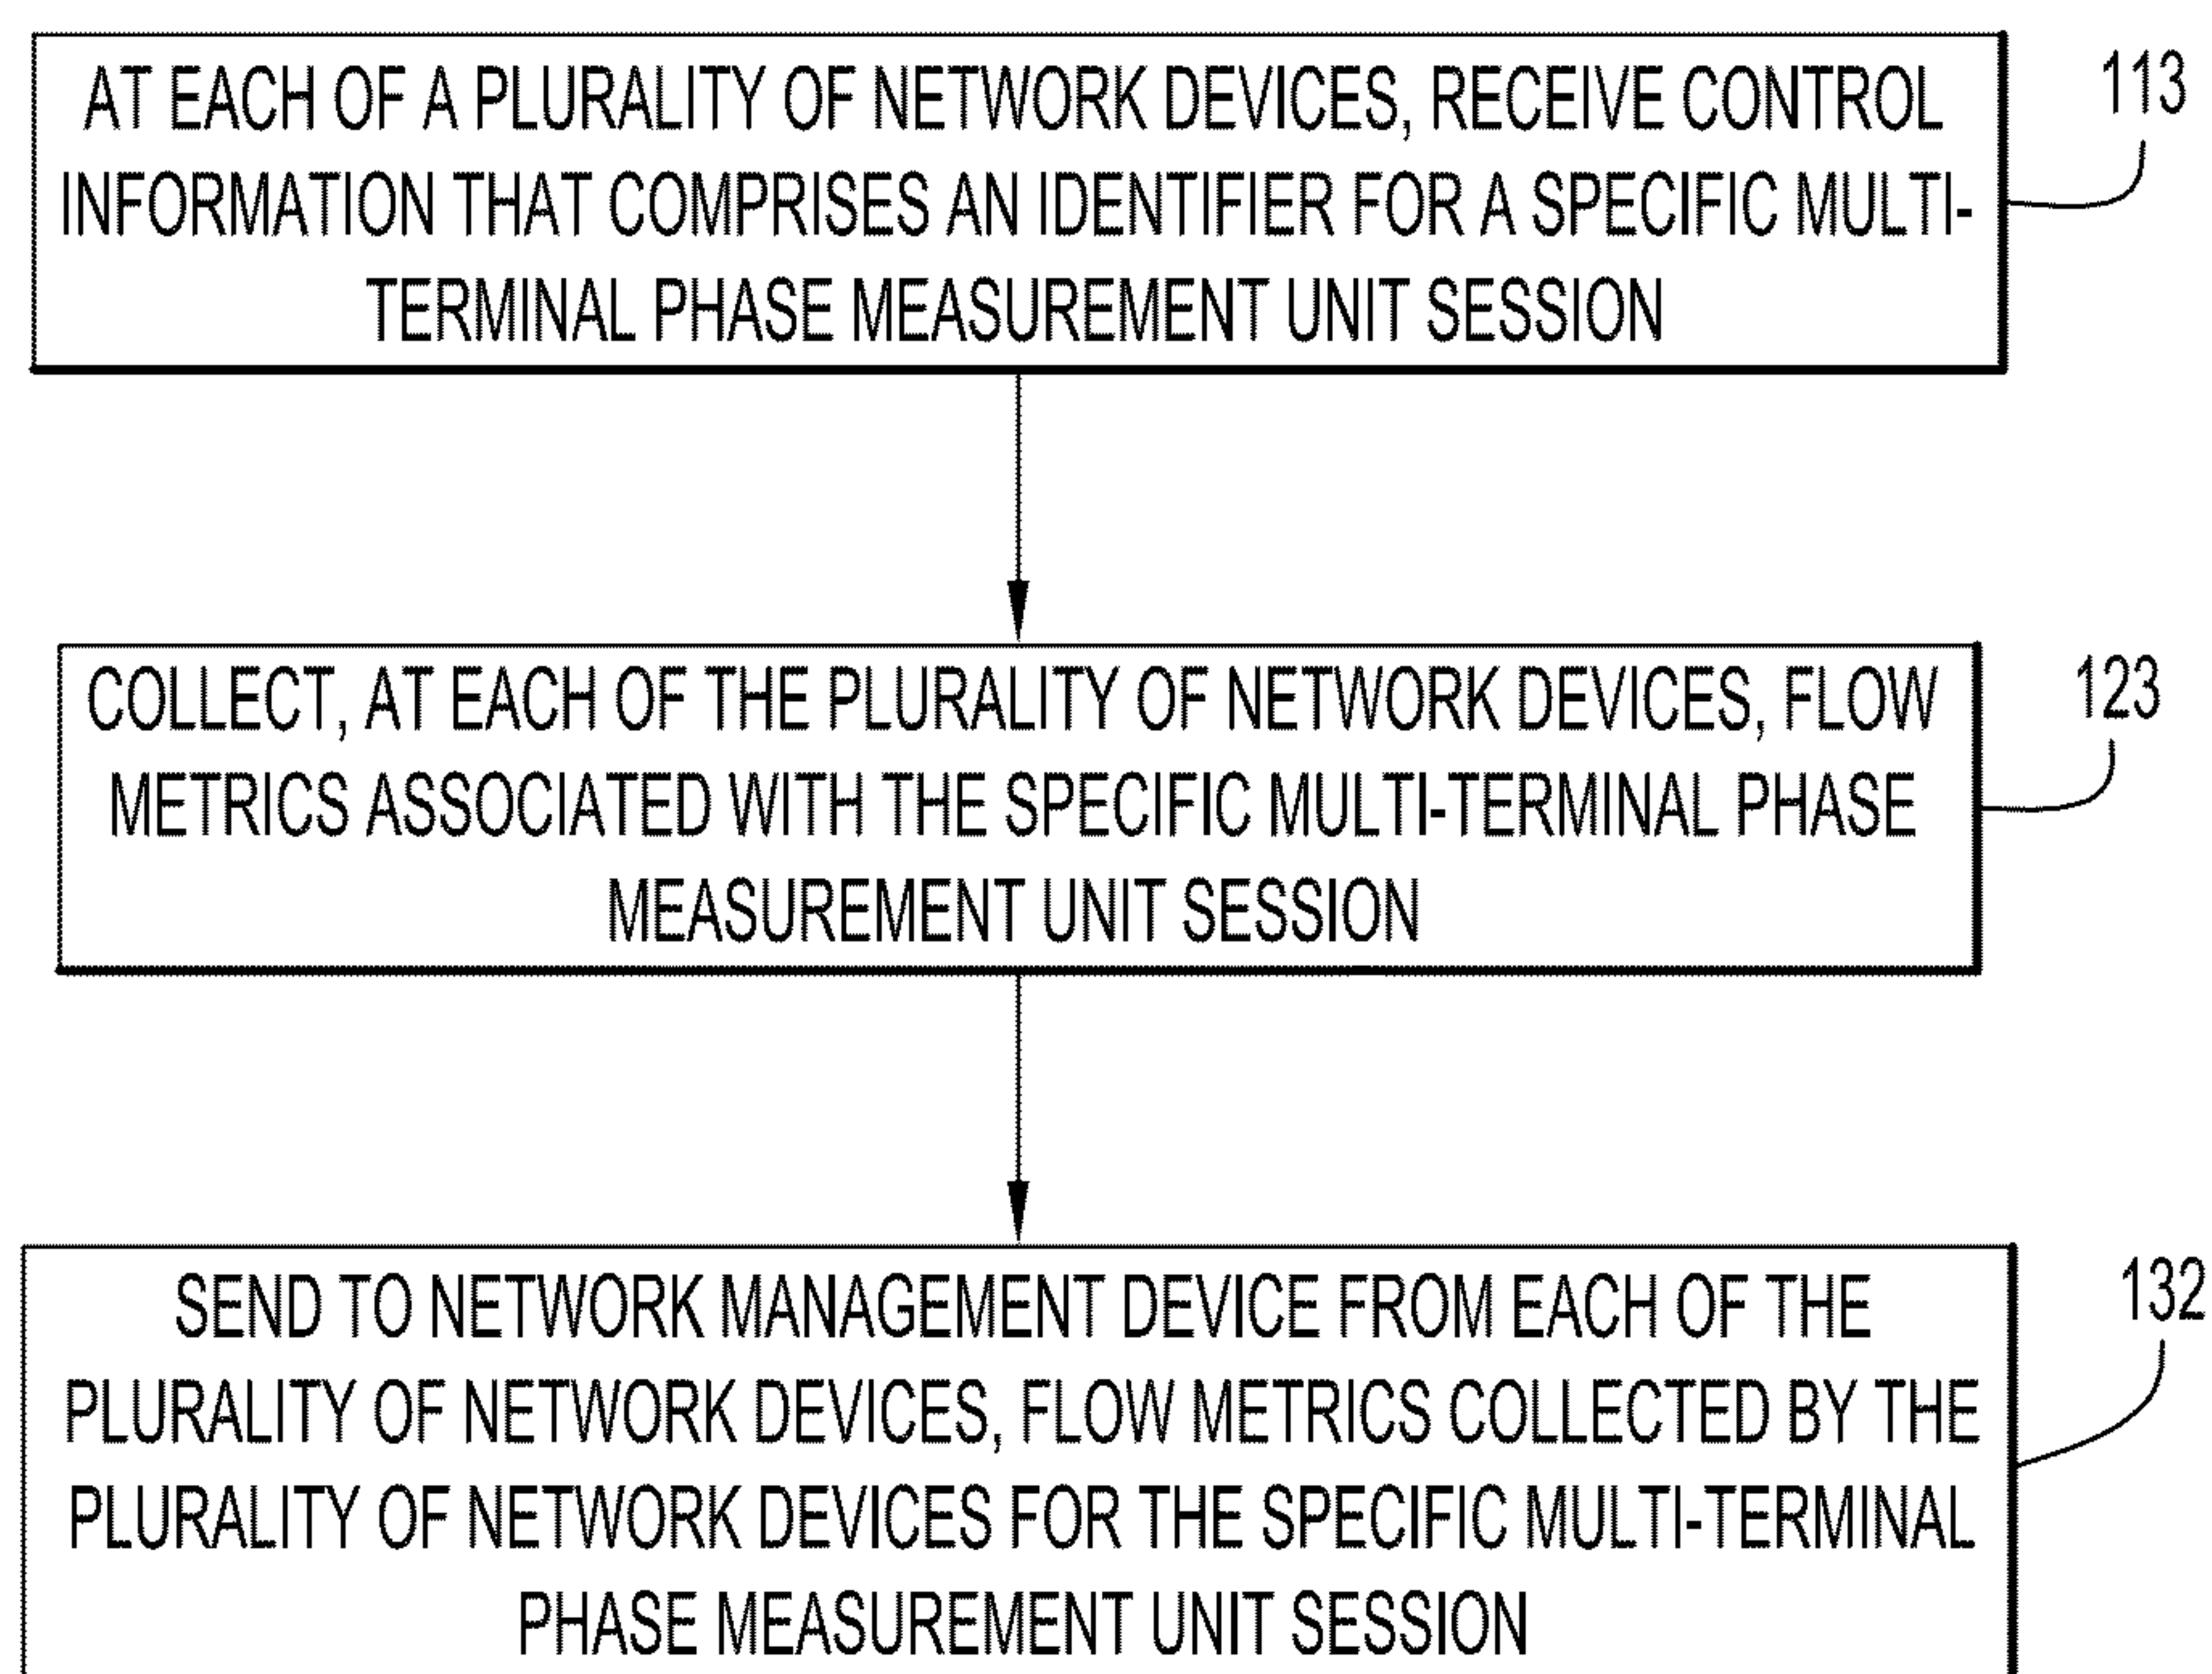 AT EACH OF A PLURALITY OF NETWORK DEVICES, RECEIVE CONTROL
INFORMATION THAT COMPRISES AN IDENTIFIER FOR A SPECIFIC MULTI-
TERMINAL PHASE MEASUREMENT UNIT SESSION
113
COLLECT, AT EACH OF THE PLURALITY OF NETWORK DEVICES, FLOW
METRICS ASSOCIATED WITH THE SPECIFIC MULTI-TERMINAL PHASE
MEASUREMENT UNIT SESSION
123
SEND TO NETWORK MANAGEMENT DEVICE FROM EACH OF THE
PLURALITY OF NETWORK DEVICES, FLOW METRICS COLLECTED BY THE
PLURALITY OF NETWORK DEVICES FOR THE SPECIFIC MULTI-TERMINAL
PHASE MEASUREMENT UNIT SESSION
132